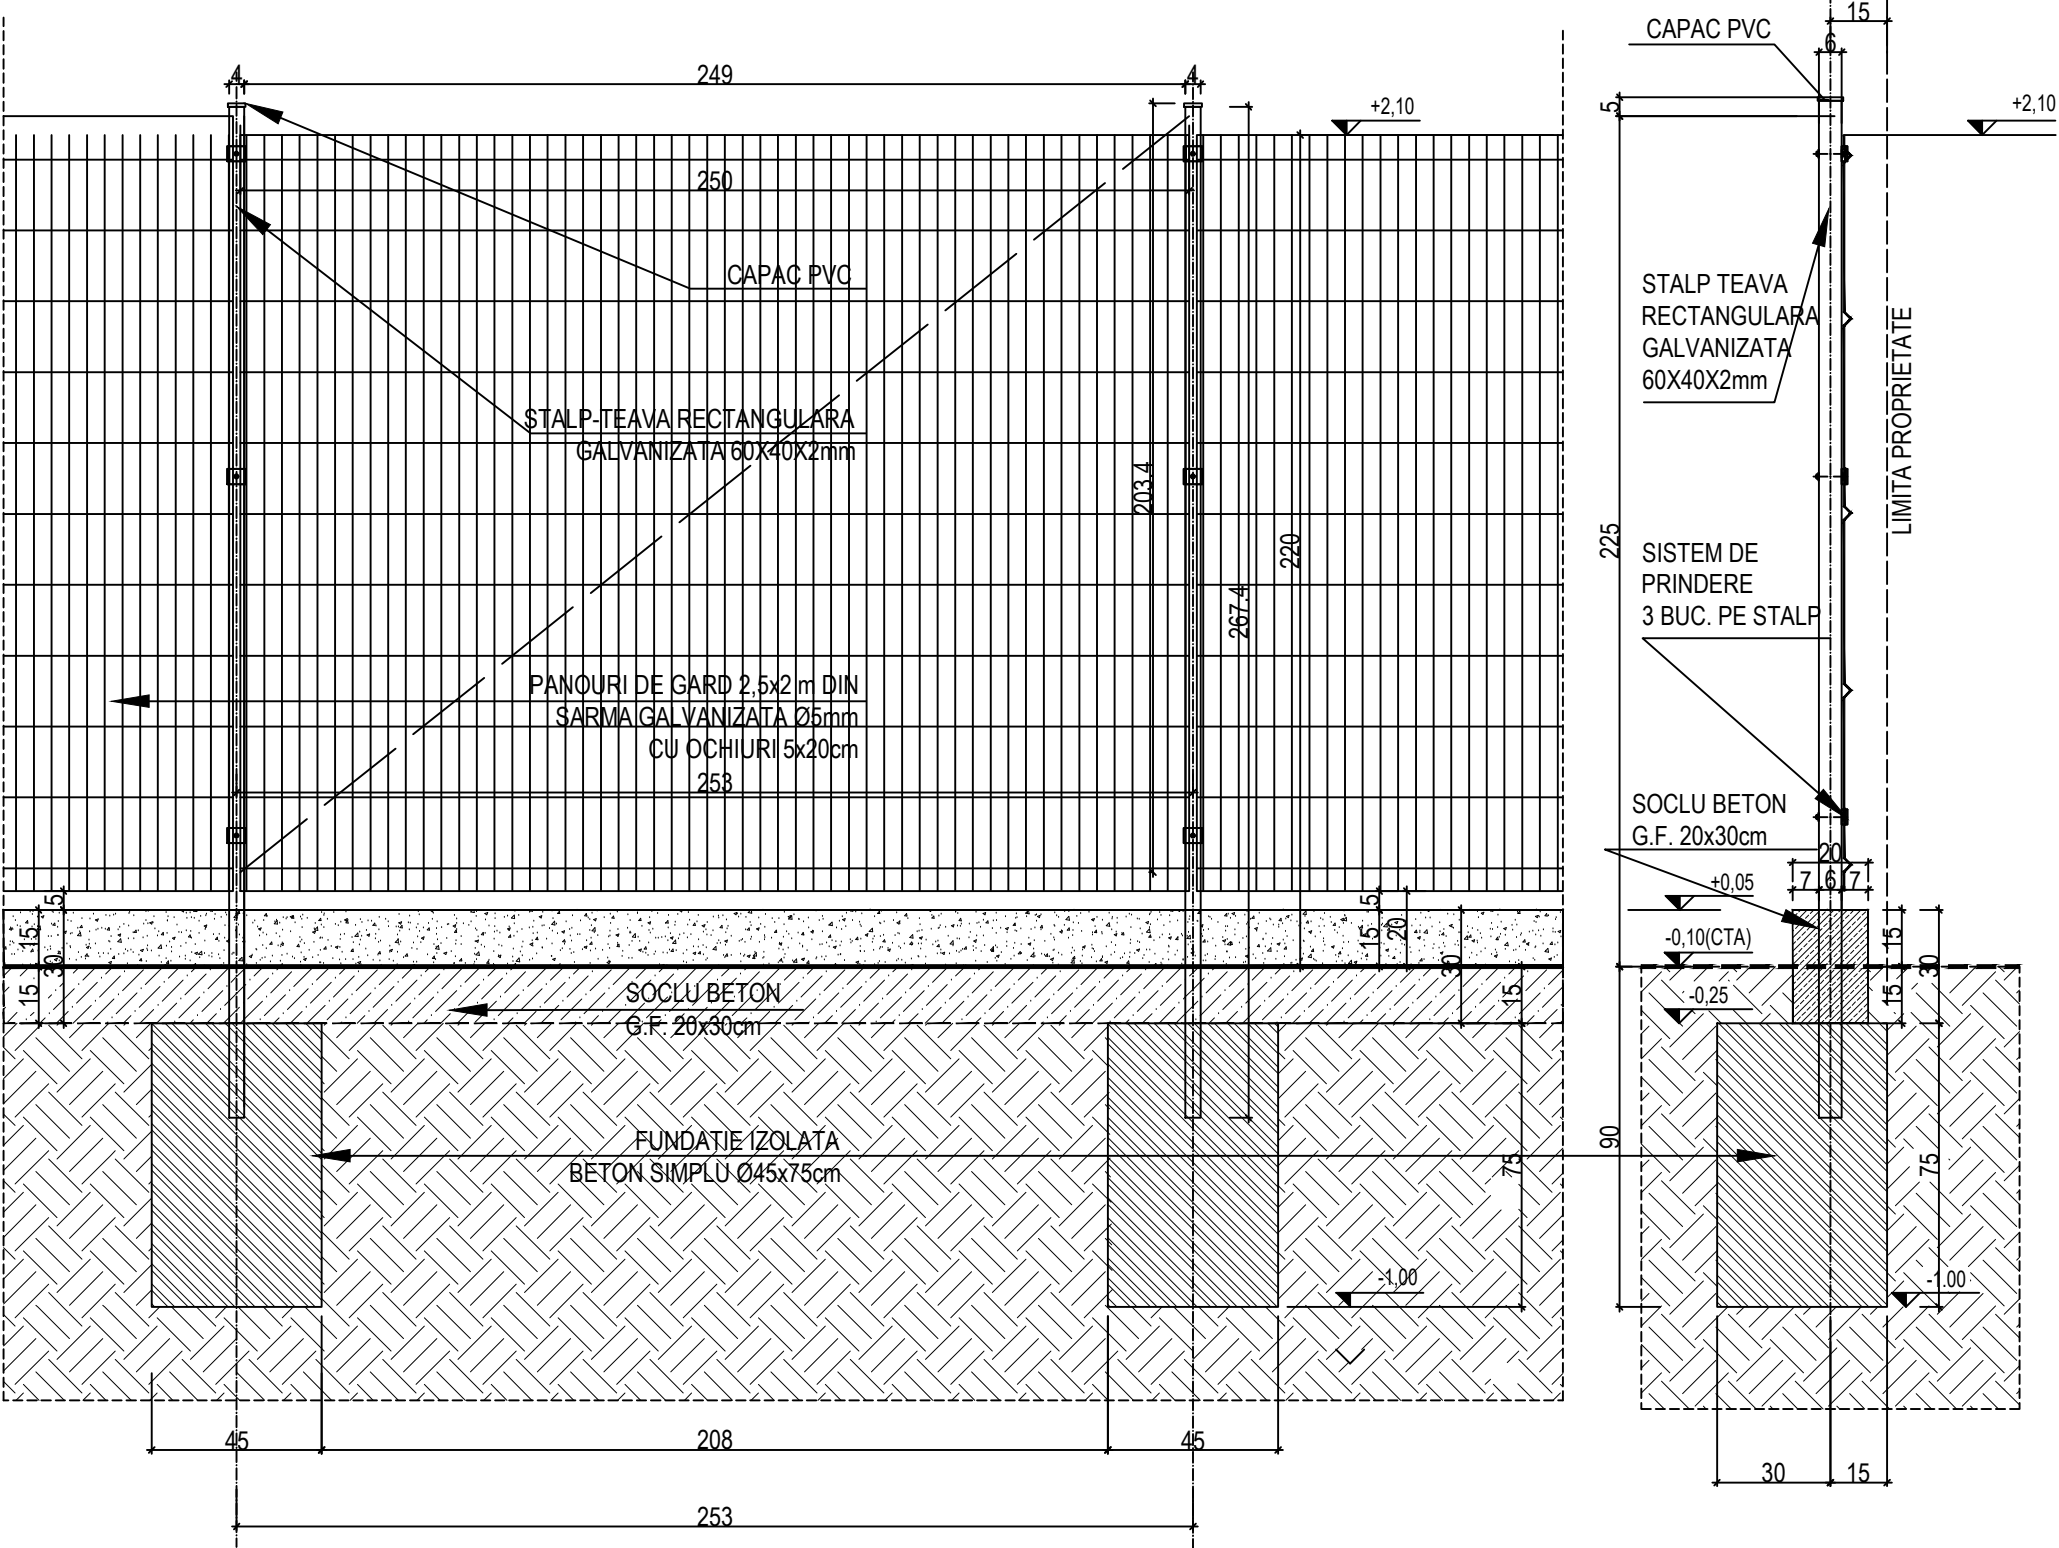 4
249
4
+2,10
250
CAPAC PVC
STALP-TEAVA RECTANGULARA
GALVANIZATA 60X40X2mm
203.4
220
267.4
PANOURI DE GARD 2,5x2 m DIN
SARMA GALVANIZATA Ø5mm
CU OCHIURI 5x20cm
253
5
15
30
15
5
15
20
30
15
SOCLU BETON
G.F. 20x30cm
FUNDATIE IZOLATA
BETON SIMPLU Ø45x75cm
75
-1,00
45
208
45
253
15
CAPAC PVC
6
5
+2,10
STALP TEAVA
RECTANGULARA
GALVANIZATA
60X40X2mm
LIMITA PROPRIETATE
225
SISTEM DE
PRINDERE
3 BUC. PE STALP
SOCLU BETON
G.F. 20x30cm
20
7
6
7
+0,05
-0,10(CTA)
-0,25
15
30
15
90
75
-1.00
30
15